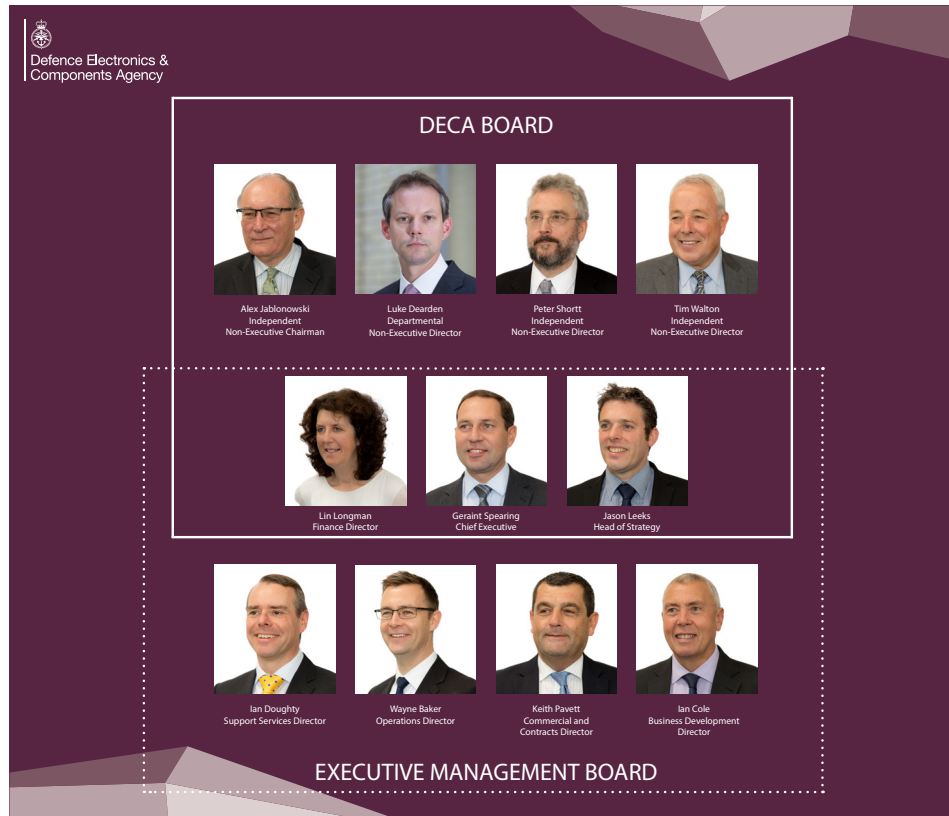 Defence Electronics &
Components Agency
DECA BOARD
Alex Jablonowski
Independent
Non-Executive Chairman
Luke Dearden
Departmental
Non-Executive Director
Peter Shortt
Independent
Non-Executive Director
Tim Walton
Independent
Non-Executive Director
Lin Longman
Finance Director
Geraint Spearing
Chief Executive
Jason Leeks
Head of Strategy
Ian Doughty
Support Services Director
Wayne Baker
Operations Director
Keith Pavett
Commercial and
Contracts Director
Ian Cole
Business Development
Director
EXECUTIVE MANAGEMENT BOARD